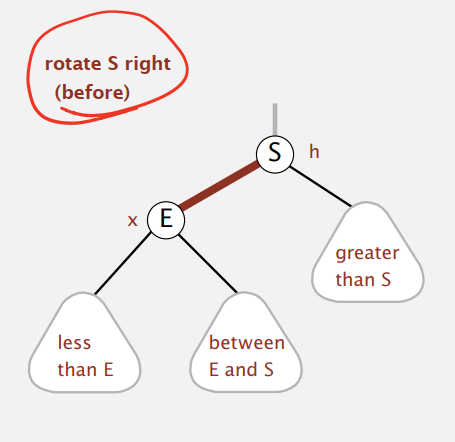 rotate S right
(before)
S h
x E
greater
than S
less
than E
between
E and S